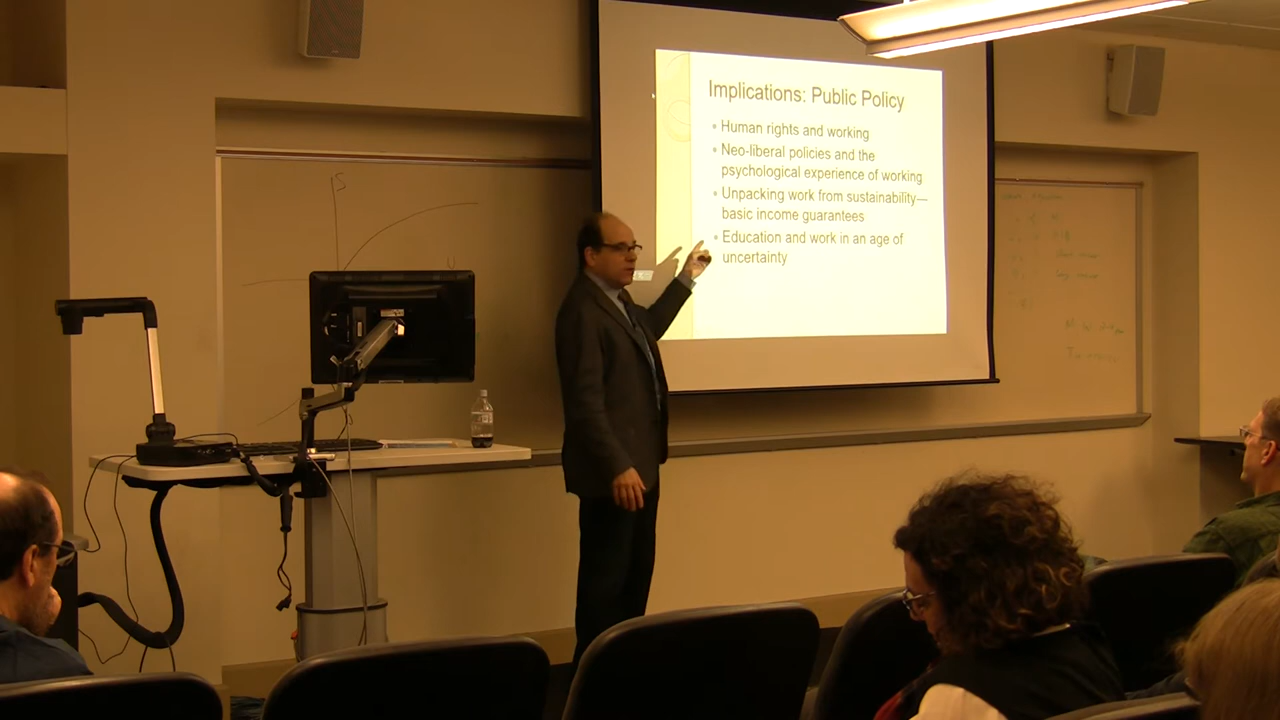 Implications: Public Policy
• Human rights and working
• Neo-liberal policies and the
psychological experience of working
• Unpacking work from sustainability—
basic income guarantees
• Education and work in an age of
uncertainty